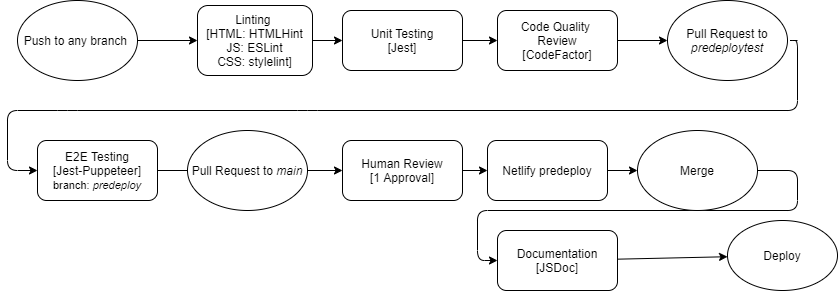 Push to any branch
Linting
[HTML: HTMLHint
JS: ESLint
CSS: stylelint]
Unit Testing
[Jest]
Code Quality
Review
[CodeFactor]
Pull Request to
predeploytest
E2E Testing
[Jest-Puppeteer]
branch: predeploy
Pull Request to main
Human Review
[1 Approval]
Netlify predeploy
Merge
Documentation
[JSDoc]
Deploy